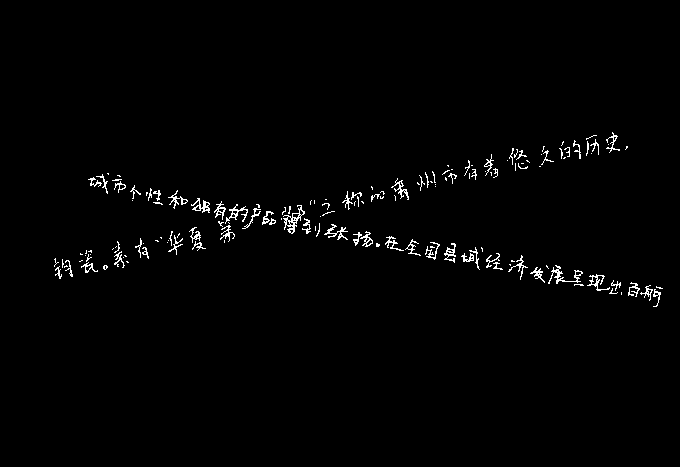 城市个性和独有的产品得到张扬。在全国县域经济发展呈现出百舸
钧瓷。素有“华夏第”之称的禹州市有着悠久的历史，